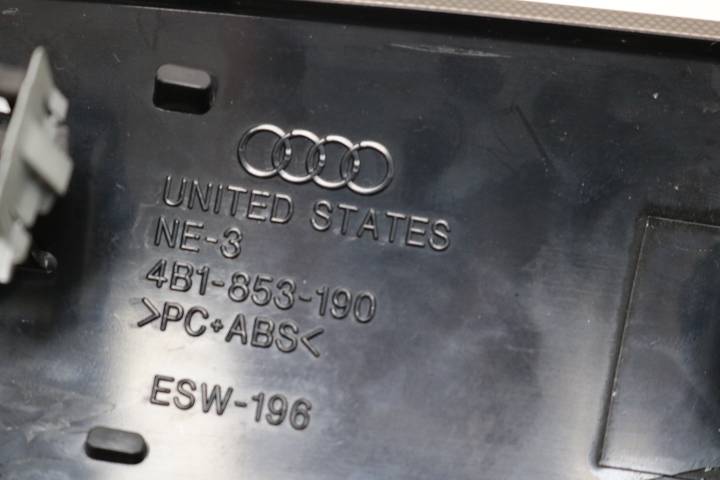 UNITED STATES
NE-3
4B1-853-190
>PC+ABS<
ESW-196